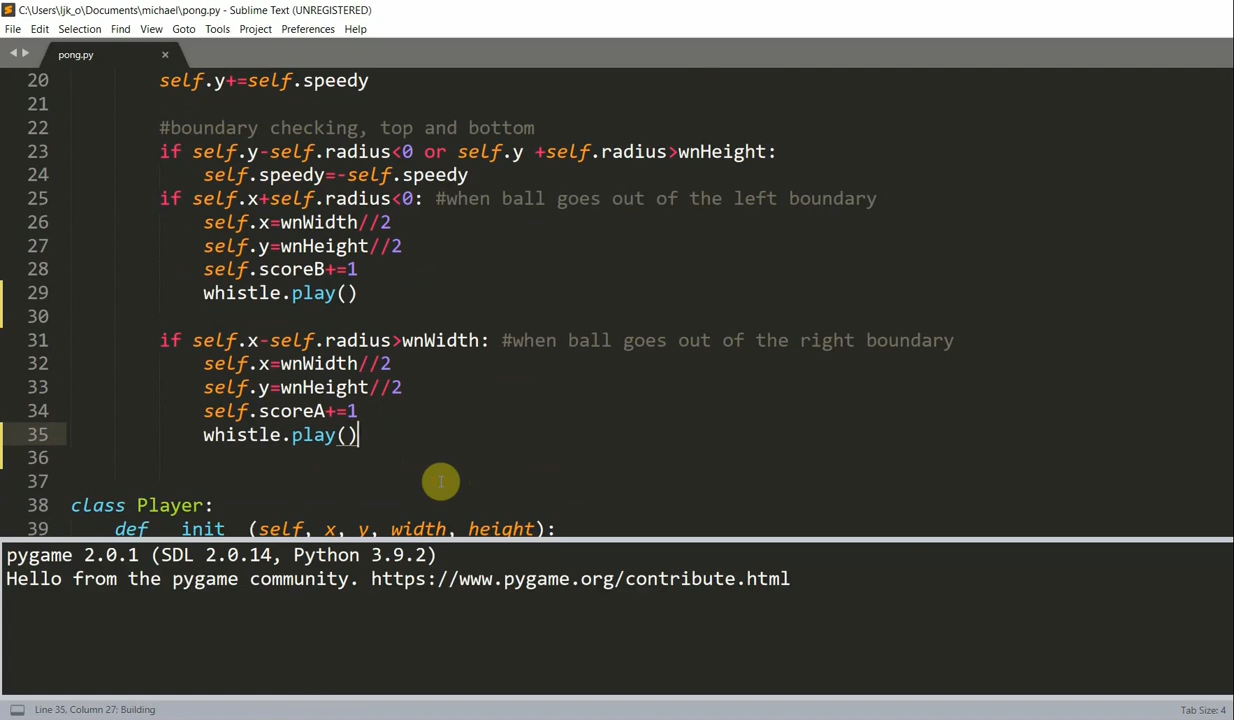 C:\Users\ljk_o\Documents\michael\pong.py - Sublime Text (UNREGISTERED)
File Edit Selection Find View Goto Tools Project Preferences Help
pong.py ×
20 self.y+=self.speedy
21
22 #boundary checking, top and bottom
23 if self.y-self.radius<0 or self.y +self.radius>wnHeight:
24 self.speedy=-self.speedy
25 if self.x+self.radius<0: #when ball goes out of the left boundary
26 self.x=wnWidth//2
27 self.y=wnHeight//2
28 self.scoreB+=1
29 whistle.play()
30
31 if self.x-self.radius>wnWidth: #when ball goes out of the right boundary
32 self.x=wnWidth//2
33 self.y=wnHeight//2
34 self.scoreA+=1
35 whistle.play()
36
37
38 class Player:
39 def __init__(self, x, y, width, height):
pygame 2.0.1 (SDL 2.0.14, Python 3.9.2)
Hello from the pygame community. https://www.pygame.org/contribute.html
Line 35, Column 27: Building
Tab Size: 4